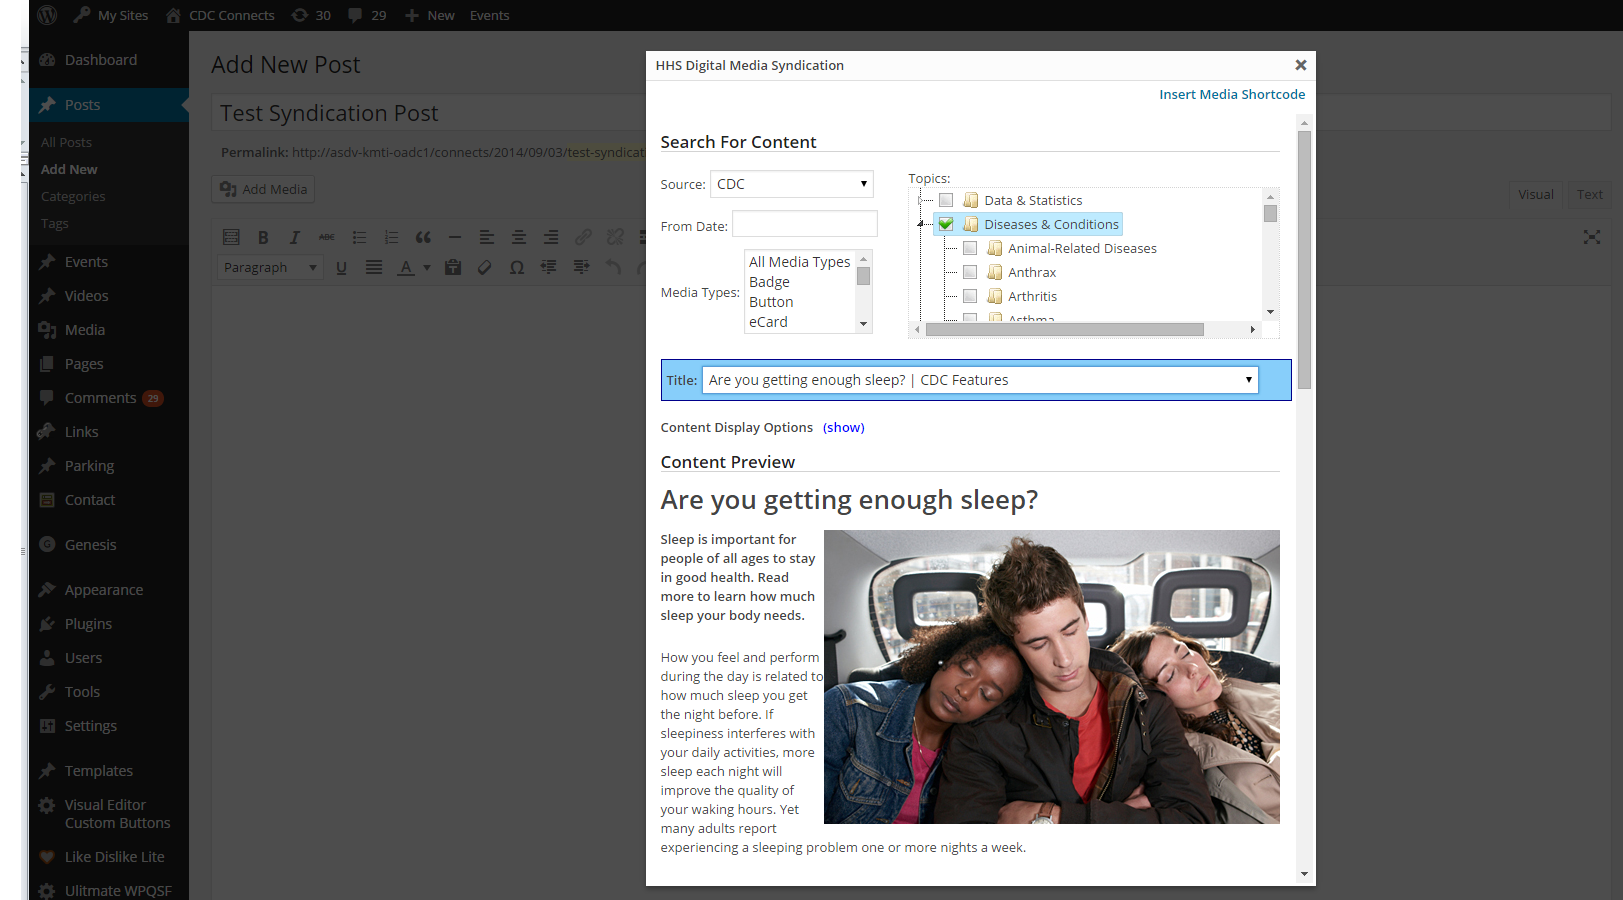 My Sites
CDC Connects
30
29
New
Events
Dashboard
Posts
All Posts
Add New
Categories
Tags
Events
Videos
Media
Pages
Comments 29
Links
Parking
Contact
Genesis
Appearance
Plugins
Users
Tools
Settings
Templates
Visual Editor
Custom Buttons
Like Dislike Lite
Ulitmate WPQSF
Add New Post
Test Syndication Post
Permalink: http://asdv-kmti-oadc1/connects/2014/09/03/test-syndicati
Add Media
Visual
Text
B I ABC
Paragraph
U A Ω
HHS Digital Media Syndication
Insert Media Shortcode
Search For Content
Source: CDC
From Date:
Media Types:
All Media Types
Badge
Button
eCard
Topics:
Data & Statistics
Diseases & Conditions
Animal-Related Diseases
Anthrax
Arthritis
Asthma
Title: Are you getting enough sleep? | CDC Features
Content Display Options (show)
Content Preview
Are you getting enough sleep?
Sleep is important for
people of all ages to stay
in good health. Read
more to learn how much
sleep your body needs.
How you feel and perform
during the day is related to
how much sleep you get
the night before. If
sleepiness interferes with
your daily activities, more
sleep each night will
improve the quality of
your waking hours. Yet
many adults report
experiencing a sleeping problem one or more nights a week.